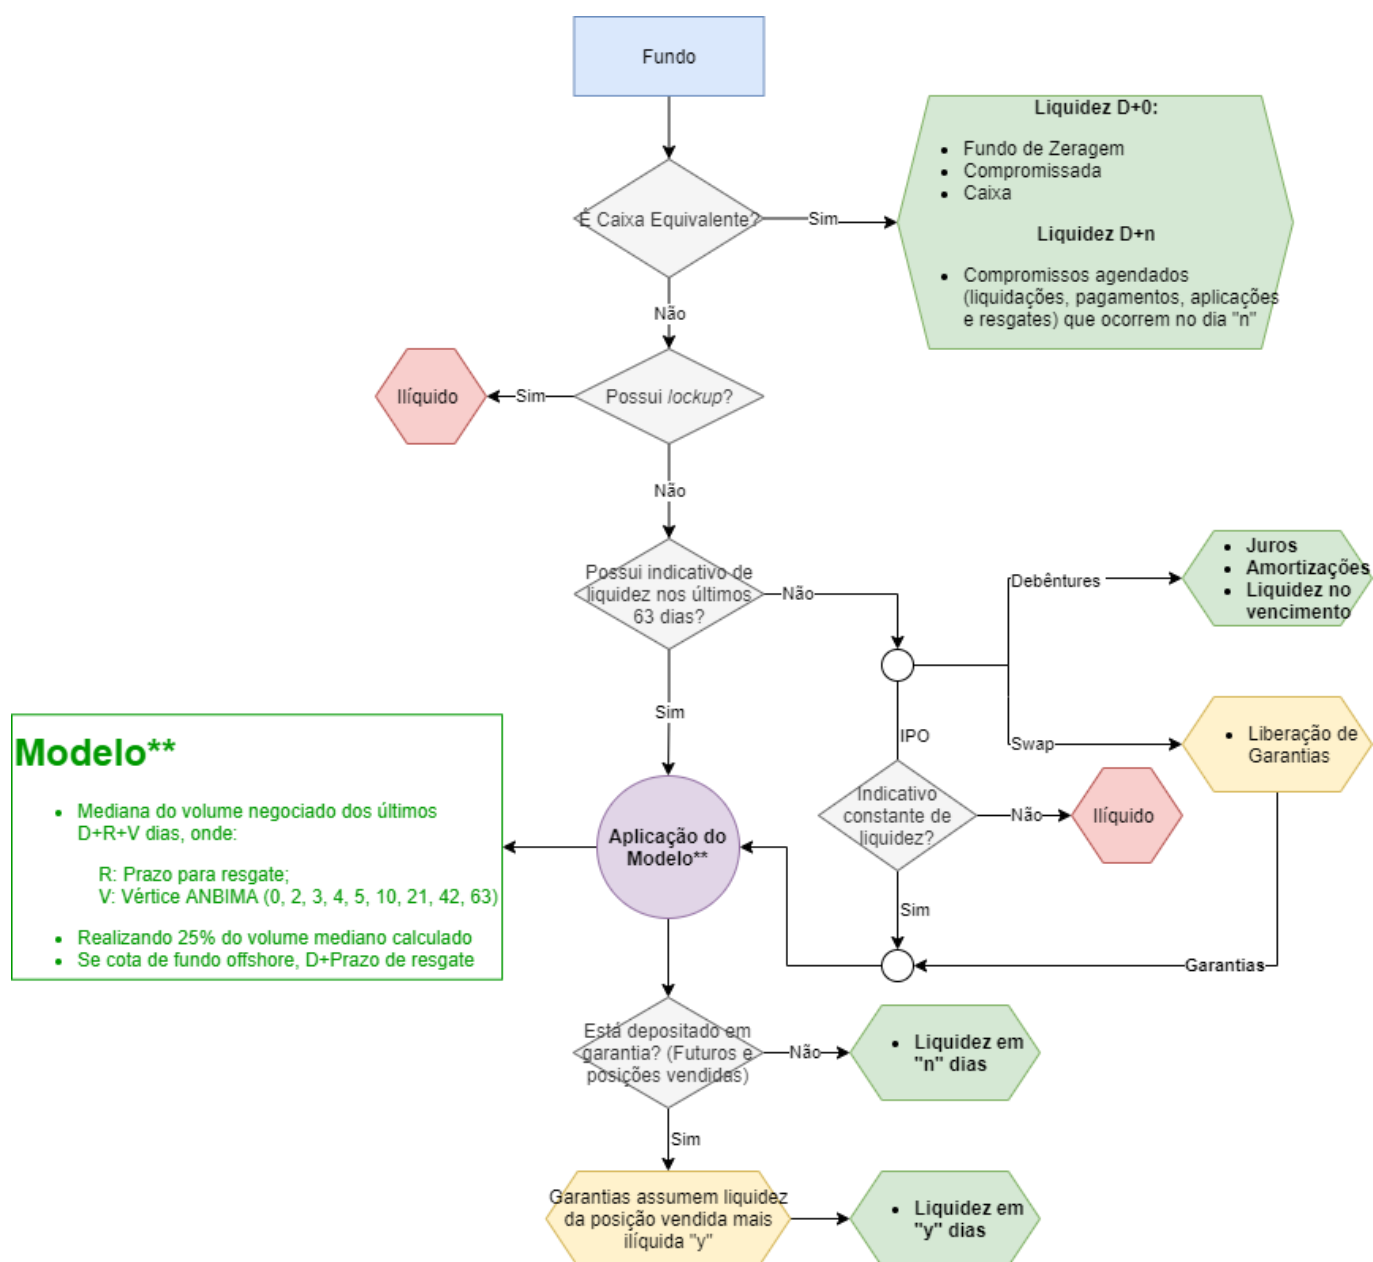 Fundo
Liquidez D+0:
• Fundo de Zeragem
• Compromissada
• Caixa
Liquidez D+n
• Compromissos agendados
(liquidações, pagamentos, aplicações
e resgates) que ocorrem no dia "n"
É Caixa Equivalente?
Sim
Não
Possui lockup?
Sim
Ilíquido
Não
Possui indicativo de
liquidez nos últimos
63 dias?
Não
Debêntures
• Juros
• Amortizações
• Liquidez no
vencimento
Swap
• Liberação de
Garantias
IPO
Sim
Indicativo
constante de
liquidez?
Não
Ilíquido
Sim
Garantias
Aplicação do
Modelo**
Modelo**
• Mediana do volume negociado dos últimos
D+R+V dias, onde:
R: Prazo para resgate;
V: Vértice ANBIMA (0, 2, 3, 4, 5, 10, 21, 42, 63)
• Realizando 25% do volume mediano calculado
• Se cota de fundo offshore, D+Prazo de resgate
Está depositado em
garantia? (Futuros e
posições vendidas)
Não
• Liquidez em
"n" dias
Sim
Garantias assumem liquidez
da posição vendida mais
ilíquida "y"
• Liquidez em
"y" dias